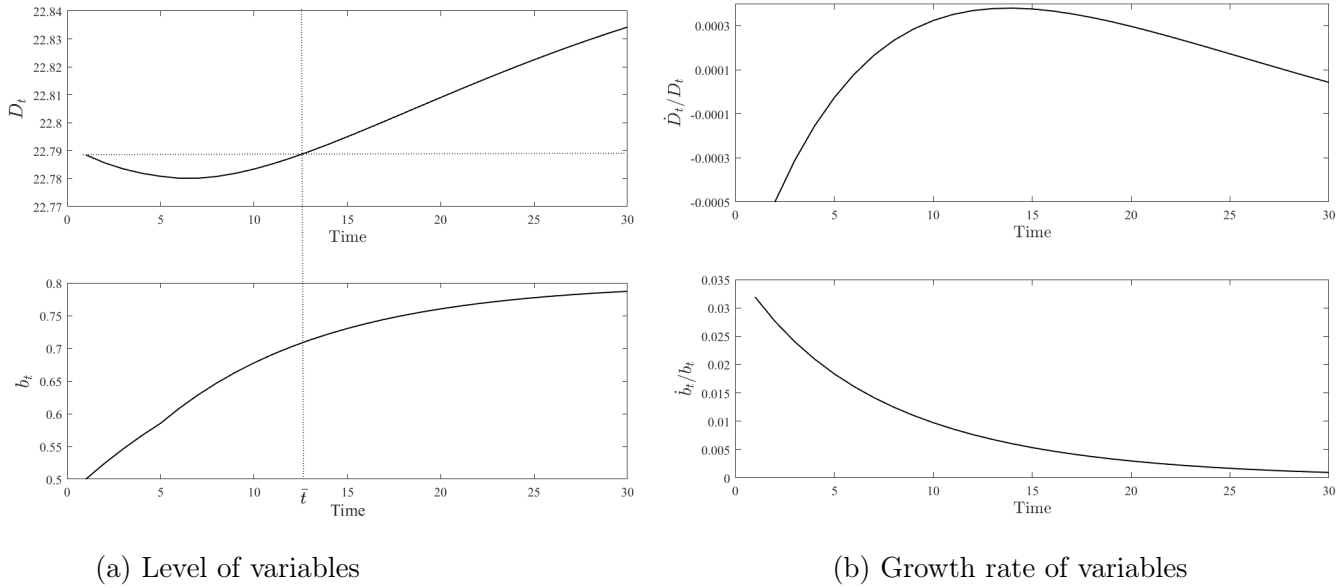 22.84
22.83
22.82
22.81
22.8
22.79
22.78
22.77
D_t
0 5 10 15 20 25 30
Time
0.8
0.75
0.7
0.65
0.6
0.55
0.5
b_t
0 5 10 t̄ 15 20 25 30
Time
(a) Level of variables
0.0003
0.0001
-0.0001
-0.0003
-0.0005
Ḋ_t/D_t
0 5 10 15 20 25 30
Time
0.035
0.03
0.025
0.02
0.015
0.01
0.005
0
ḃ_t/b_t
0 5 10 15 20 25 30
Time
(b) Growth rate of variables